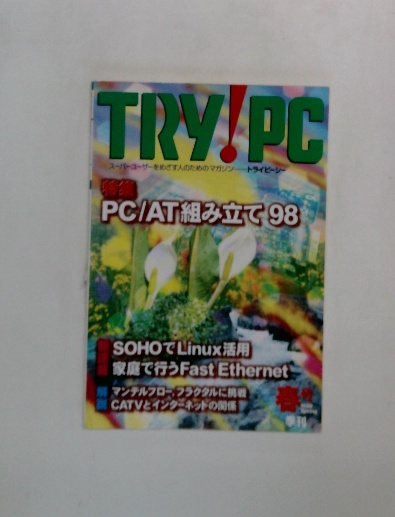 TRY!PC
スーパーユーザーをめざす人のためのマガジン──トライピーシー
特集
PC/AT組み立て98
SOHOでLinux活用
家庭で行うFast Ethernet
マンデルブロー、フラクタルに挑戦
CATVとインターネットの関係
春号
季刊